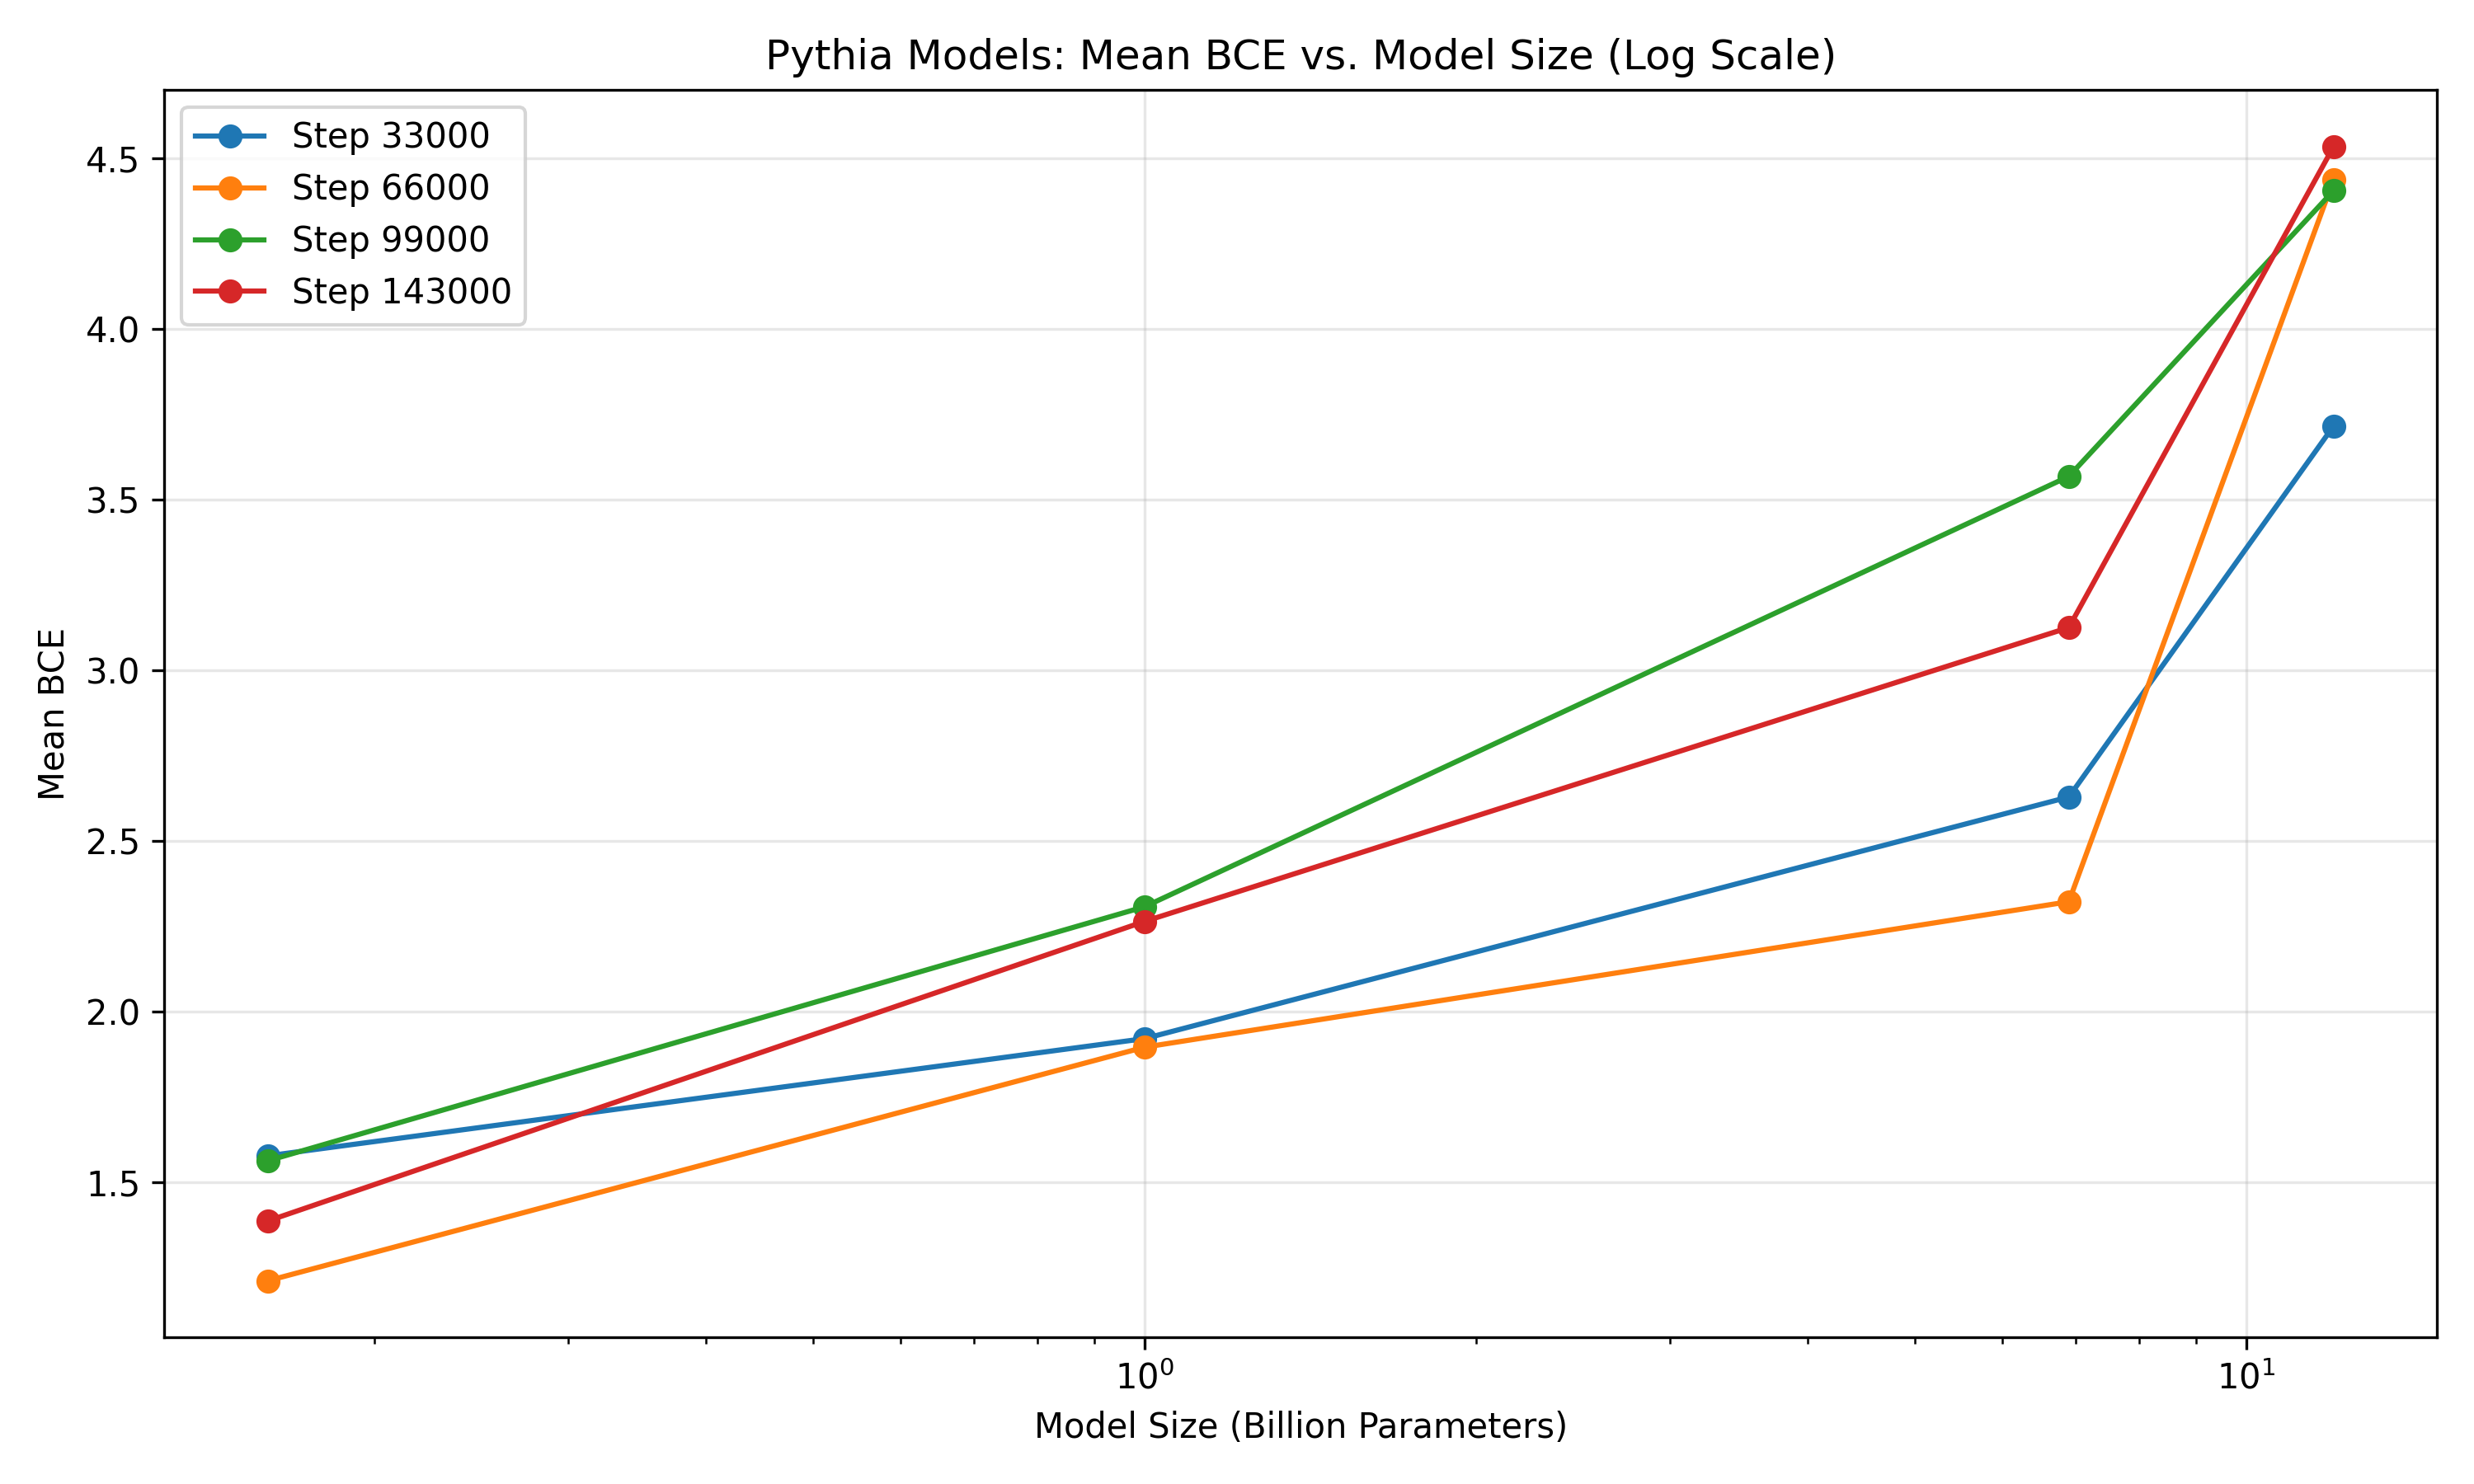 Pythia Models: Mean BCE vs. Model Size (Log Scale)
Step 33000
Step 66000
Step 99000
Step 143000
4.5
4.0
3.5
3.0
2.5
2.0
1.5
Mean BCE
10⁰ 10¹
Model Size (Billion Parameters)